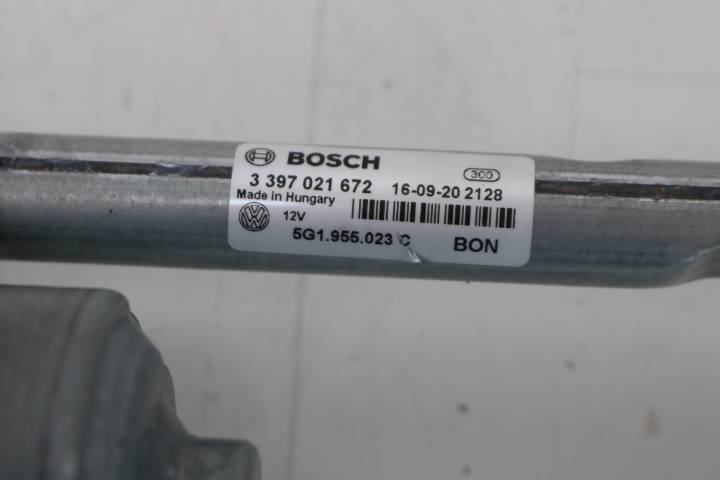 BOSCH
300
3 397 021 672 16-09-20 2128
Made in Hungary
12V
5G1.955.023 C BON